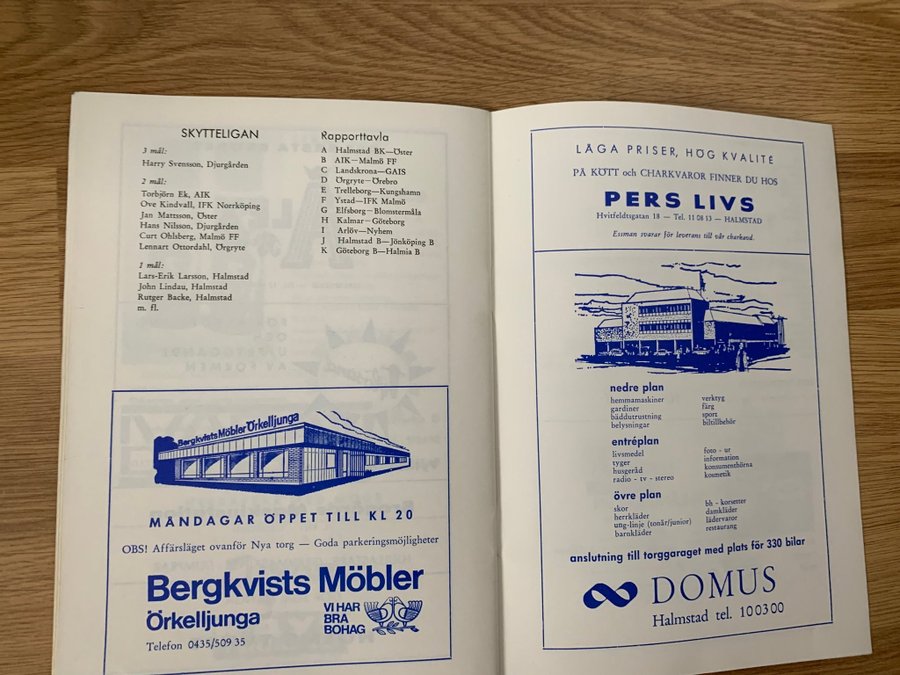 SKYTTELIGAN
3 mål:
Harry Svensson, Djurgården
2 mål:
Torbjörn Ek, AIK
Ove Kindvall, IFK Norrköping
Jan Mattsson, Öster
Hans Nilsson, Djurgården
Curt Ohlsberg, Malmö FF
Lennart Ottordahl, Örgryte
1 mål:
Lars-Erik Larsson, Halmstad
John Lindau, Halmstad
Rutger Backe, Halmstad
m. fl.
Rapporttavla
A Halmstad BK—Öster
B AIK—Malmö FF
C Landskrona—GAIS
D Örgryte—Örebro
E Trelleborg—Kungshamn
F Ystad—IFK Malmö
G Elfsborg—Blomstermåla
H Kalmar—Göteborg
I Arlöv—Nyhem
J Halmstad B—Jönköping B
K Göteborg B—Halmia B
Bergkvists Möbler Örkelljunga
MÅNDAGAR ÖPPET TILL KL 20
OBS! Affärsläget ovanför Nya torg — Goda parkeringsmöjligheter
Bergkvists Möbler
Örkelljunga
Telefon 0435/509 35
VI HAR
BRA
BOHAG
LÅGA PRISER, HÖG KVALITÉ
PÅ KÖTT och CHARKVAROR FINNER DU HOS
PERS LIVS
Hvitfeldtsgatan 18 — Tel. 11 08 13 — HALMSTAD
Essman svarar för leverans till vår charkand.
nedre plan
hemmamaskiner
gardiner
bäddutrustning
belysningar
verktyg
färg
sport
biltillbehör
entréplan
livsmedel
tyger
husgeråd
radio - tv - stereo
foto - ur
information
konsumenthörna
kosmetik
övre plan
skor
herrkläder
ung-linje (tonår/junior)
barnkläder
bh - korsetter
damkläder
lädervaror
restaurang
anslutning till torggaraget med plats för 330 bilar
DOMUS
Halmstad tel. 100300